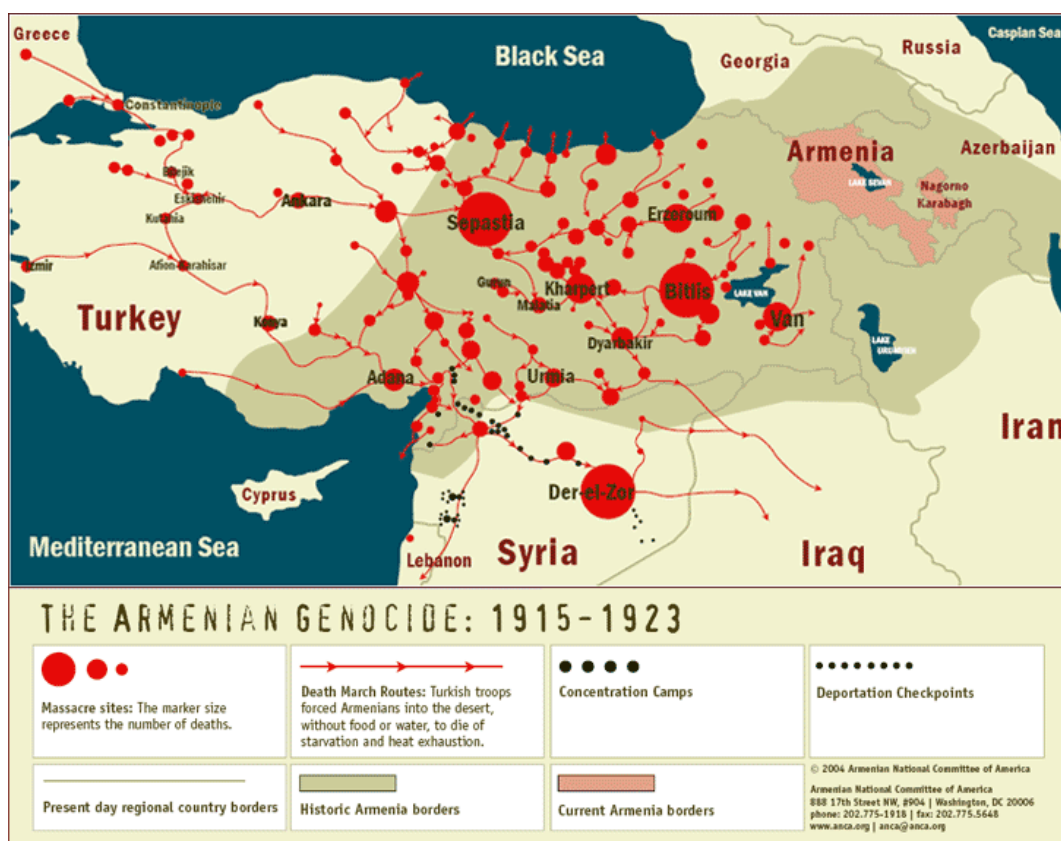 Greece
Black Sea
Georgia
Russia
Caspian Sea
Constantinople
Armenia
Azerbaijan
LAKE SEVAN
Nagorno
Karabagh
Bilejik
Eskishehir
Ankara
Sepastia
Erzeroum
Kutahia
Izmir
Afion-Karahisar
Gurun
Kharpert
Malatia
Bitlis
LAKE VAN
Van
Turkey
Konya
Dyarbakir
LAKE
Adana
Urmia
Iran
Der-el-Zor
Cyprus
Mediterranean Sea
Lebanon
Syria
Iraq
THE ARMENIAN GENOCIDE: 1915-1923
Massacre sites: The marker size
represents the number of deaths.
Death March Routes: Turkish troops
forced Armenians into the desert,
without food or water, to die of
starvation and heat exhaustion.
Concentration Camps
Deportation Checkpoints
Present day regional country borders
Historic Armenia borders
Current Armenia borders
© 2004 Armenian National Committee of America
Armenian National Committee of America
888 17th Street NW, #904 | Washington, DC 20006
phone: 202.775-1918 | fax: 202.775.5648
www.anca.org | anca@anca.org